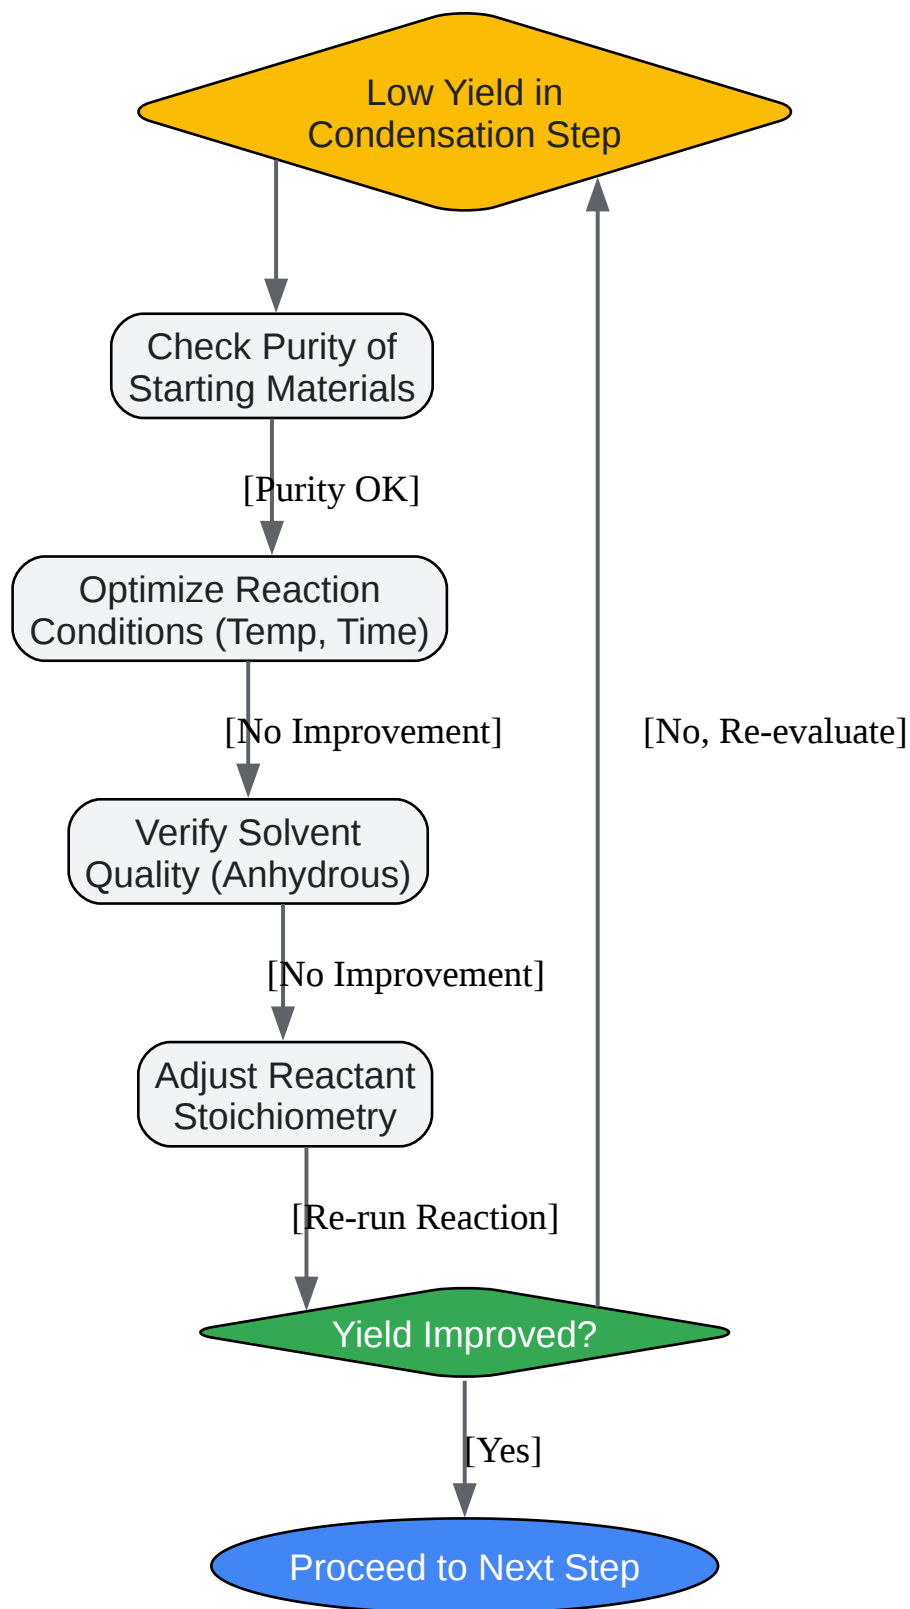 Low Yield in
Condensation Step
Check Purity of
Starting Materials
[Purity OK]
Optimize Reaction
Conditions (Temp, Time)
[No Improvement]
[No, Re-evaluate]
Verify Solvent
Quality (Anhydrous)
[No Improvement]
Adjust Reactant
Stoichiometry
[Re-run Reaction]
Yield Improved?
[Yes]
Proceed to Next Step